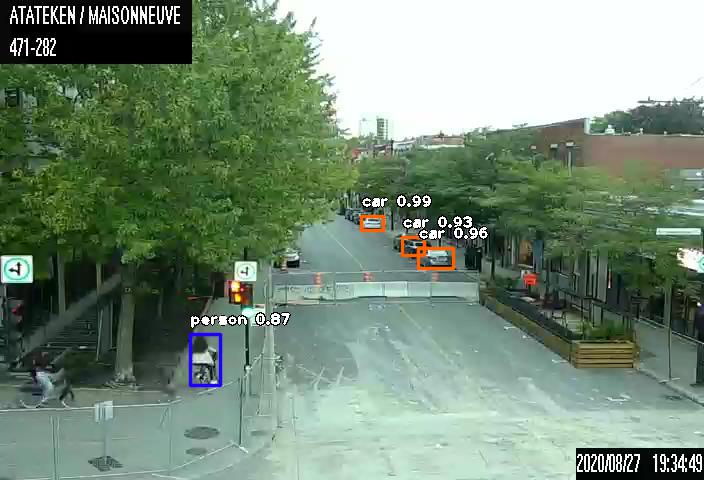 ATATEKEN / MAISONNEUVE
471-282
car 0.99
car 0.93
car 0.96
person 0.87
2020/08/27 19:34:49